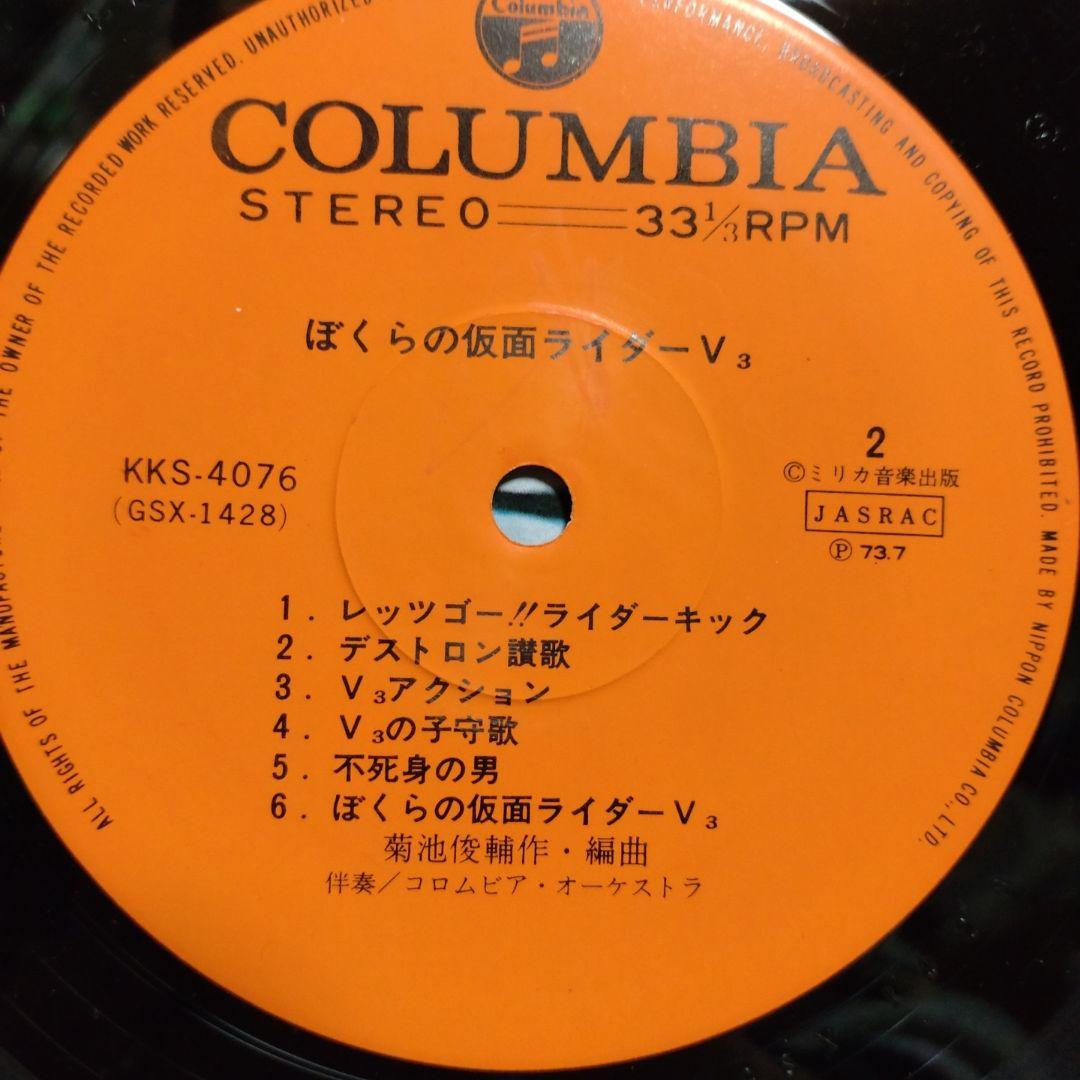 Columbia
COLUMBIA
STEREO 33⅓RPM
ぼくらの仮面ライダーV₃
2
KKS-4076
(GSX-1428)
Ⓒミリカ音楽出版
JASRAC
Ⓟ 73.7
1. レッツゴー!!ライダーキック
2. デストロン讃歌
3. V₃アクション
4. V₃の子守歌
5. 不死身の男
6. ぼくらの仮面ライダーV₃
菊池俊輔作・編曲
伴奏/コロムビア・オーケストラ
ALL RIGHTS OF THE OWNER OF THE RECORDED WORK RESERVED. UNAUTHORIZED PERFORMANCE, BROADCASTING AND COPYING OF THIS RECORD PROHIBITED. MADE BY NIPPON COLUMBIA CO., LTD.